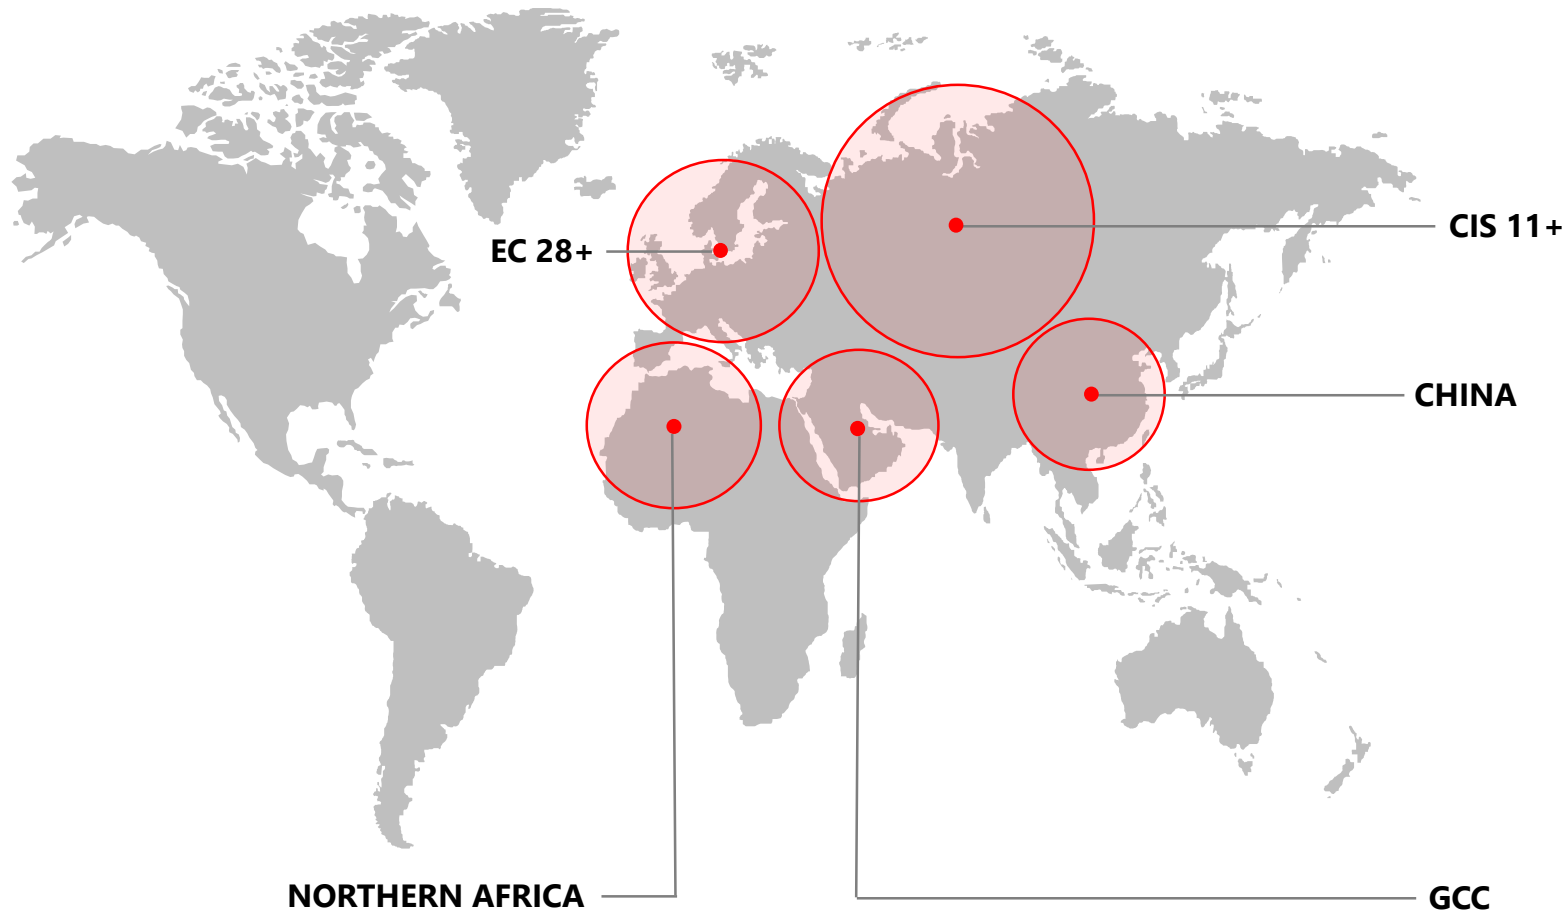 CIS 11+
EC 28+
CHINA
NORTHERN AFRICA
GCC